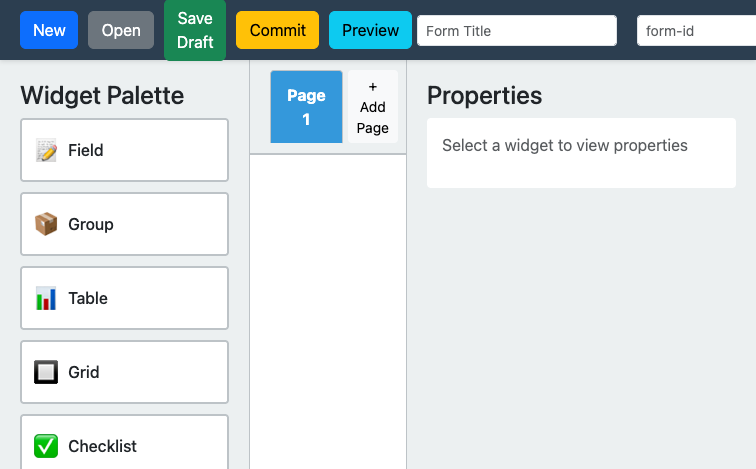 New
Open
Save
Draft
Commit
Preview
Form Title
form-id
Widget Palette
Field
Group
Table
Grid
Checklist
Page
1
+
Add
Page
Properties
Select a widget to view properties